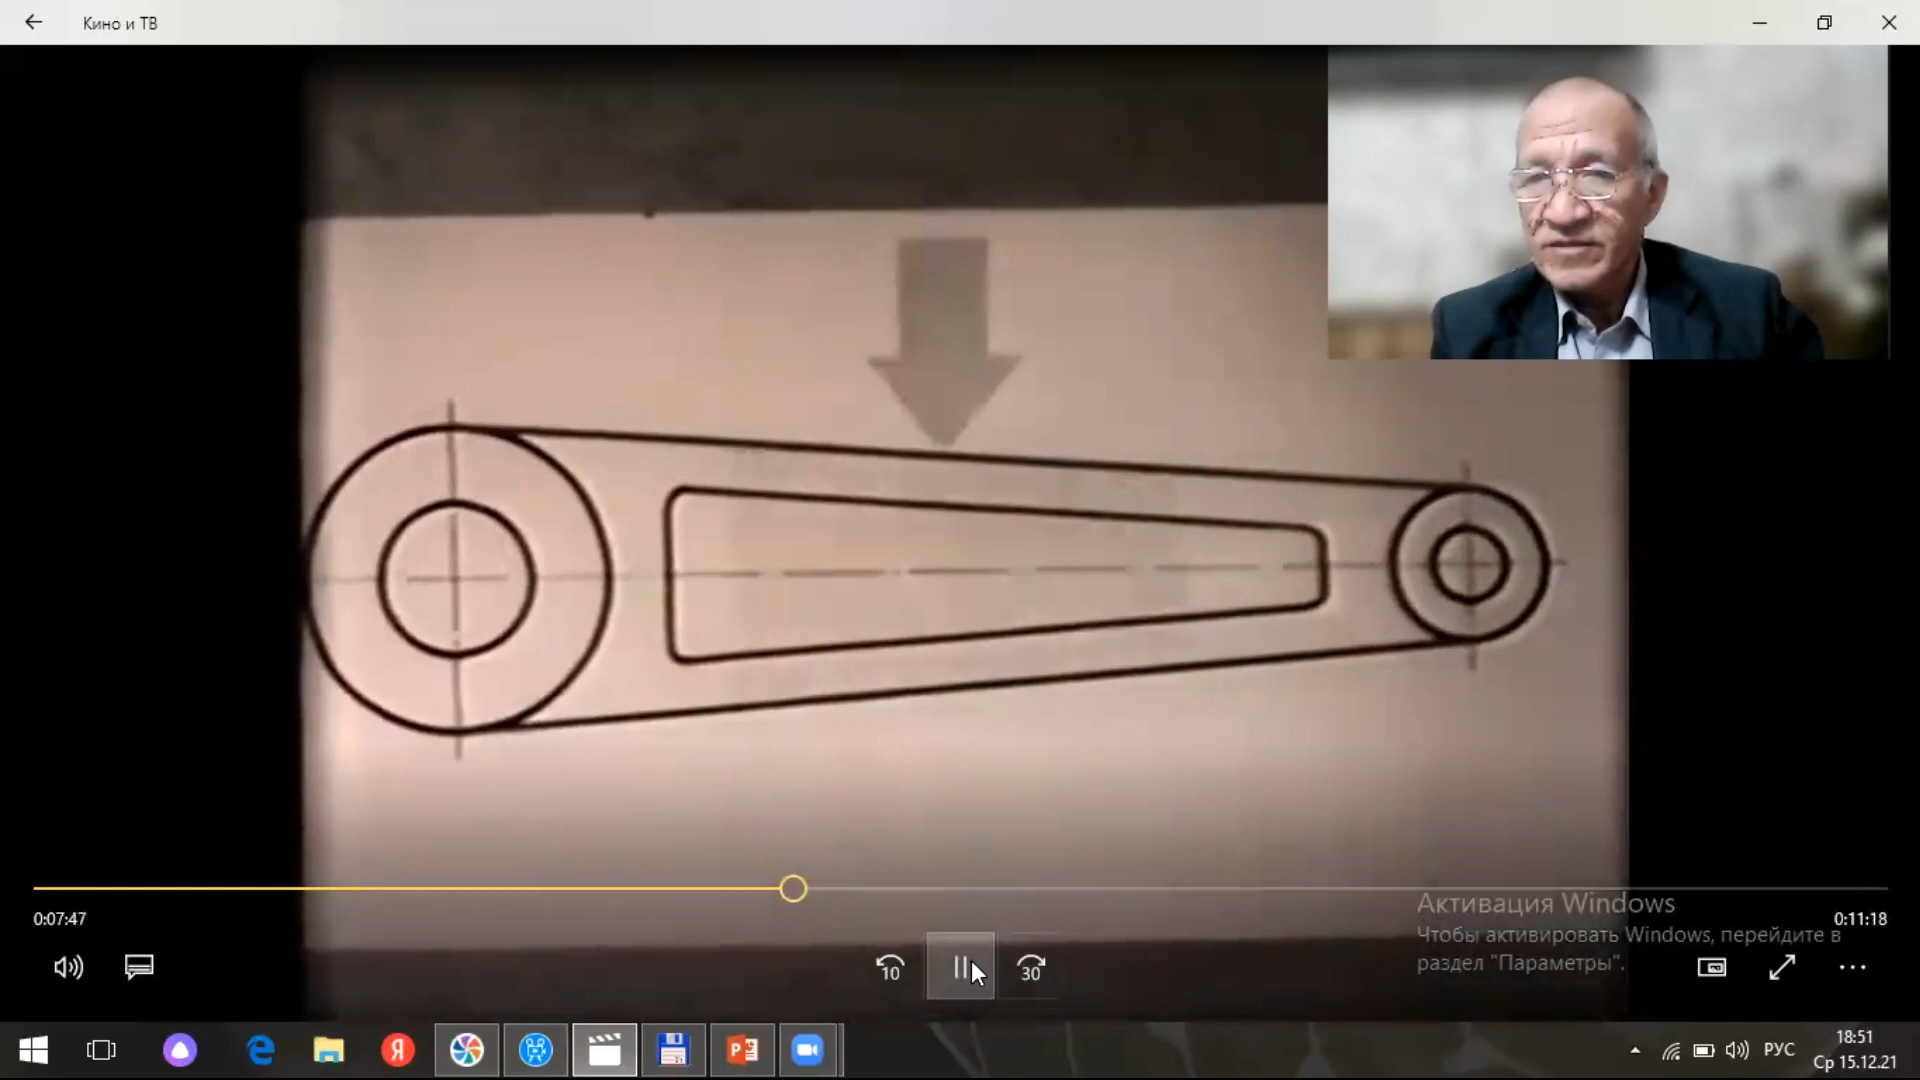 Кино и ТВ
0:07:47
0:11:18
Активация Windows
Чтобы активировать Windows, перейдите в
раздел "Параметры".
10
30
Я
P
РУС
18:51
Ср 15.12.21